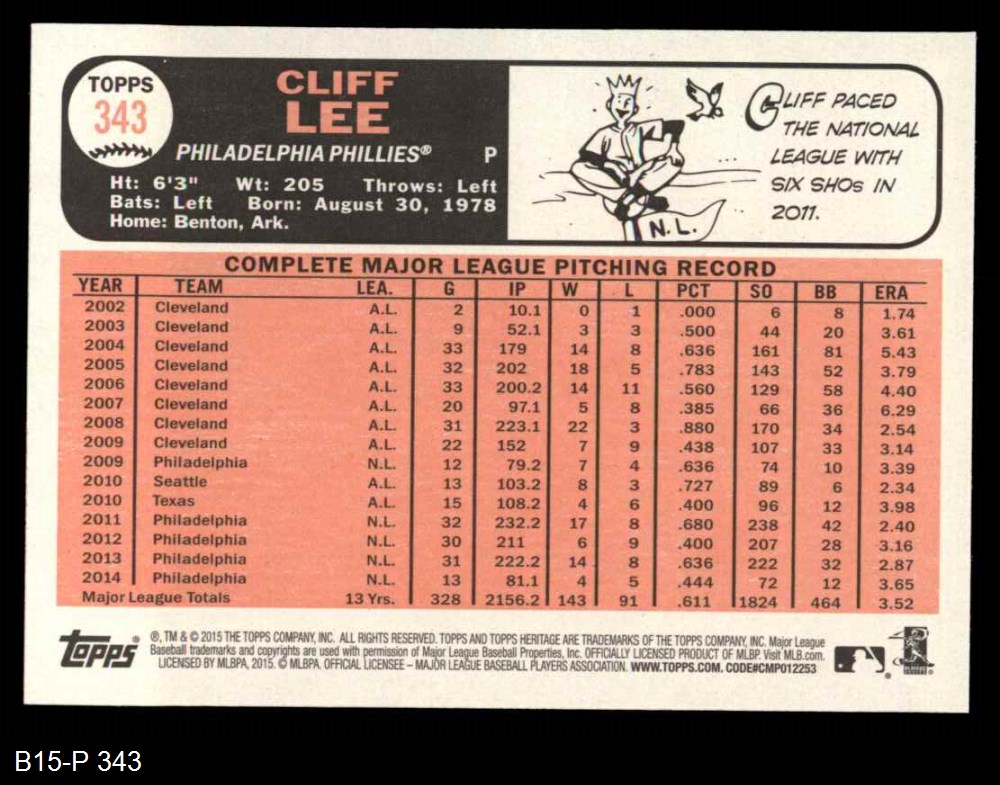 TOPPS
343
CLIFF
LEE
PHILADELPHIA PHILLIES® P
Ht: 6'3" Wt: 205 Throws: Left
Bats: Left Born: August 30, 1978
Home: Benton, Ark.
CLIFF PACED
THE NATIONAL
LEAGUE WITH
SIX SHOs IN
2011.
N.L.
COMPLETE MAJOR LEAGUE PITCHING RECORD
YEAR TEAM LEA. G IP W L PCT SO BB ERA
2002 Cleveland A.L. 2 10.1 0 1 .000 6 8 1.74
2003 Cleveland A.L. 9 52.1 3 3 .500 44 20 3.61
2004 Cleveland A.L. 33 179 14 8 .636 161 81 5.43
2005 Cleveland A.L. 32 202 18 5 .783 143 52 3.79
2006 Cleveland A.L. 33 200.2 14 11 .560 129 58 4.40
2007 Cleveland A.L. 20 97.1 5 8 .385 66 36 6.29
2008 Cleveland A.L. 31 223.1 22 3 .880 170 34 2.54
2009 Cleveland A.L. 22 152 7 9 .438 107 33 3.14
2009 Philadelphia N.L. 12 79.2 7 4 .636 74 10 3.39
2010 Seattle A.L. 13 103.2 8 3 .727 89 6 2.34
2010 Texas A.L. 15 108.2 4 6 .400 96 12 3.98
2011 Philadelphia N.L. 32 232.2 17 8 .680 238 42 2.40
2012 Philadelphia N.L. 30 211 6 9 .400 207 28 3.16
2013 Philadelphia N.L. 31 222.2 14 8 .636 222 32 2.87
2014 Philadelphia N.L. 13 81.1 4 5 .444 72 12 3.65
Major League Totals 13 Yrs. 328 2156.2 143 91 .611 1824 464 3.52
topps®
®, TM & © 2015 THE TOPPS COMPANY, INC. ALL RIGHTS RESERVED. TOPPS AND TOPPS HERITAGE ARE TRADEMARKS OF THE TOPPS COMPANY, INC. Major League
Baseball trademarks and copyrights are used with permission of Major League Baseball Properties, Inc. OFFICIALLY LICENSED PRODUCT OF MLBP. Visit MLB.com.
LICENSED BY MLBPA, 2015. © MLBPA. OFFICIAL LICENSEE – MAJOR LEAGUE BASEBALL PLAYERS ASSOCIATION. WWW.TOPPS.COM. CODE#CMP012253
B15-P 343